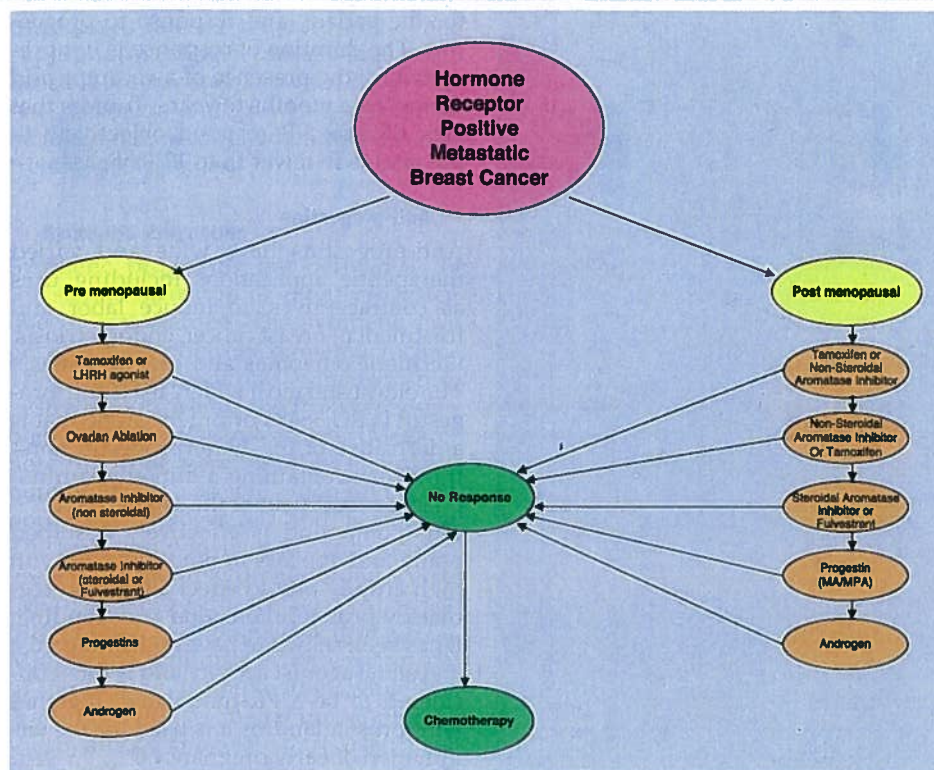 Hormone
Receptor
Positive
Metastatic
Breast Cancer
Pre menopausal
Post menopausal
Tamoxifen or
LHRH agonist
Ovarian Ablation
Aromatase Inhibitor
(non steroidal)
Aromatase Inhibitor
(steroidal or
Fulvestrant)
Progestins
Androgen
No Response
Chemotherapy
Tamoxifen or
Non-Steroidal
Aromatase Inhibitor
Non-Steroidal
Aromatase Inhibitor
Or Tamoxifen
Steroidal Aromatase
Inhibitor or
Fulvestrant
Progestin
(MA/MPA)
Androgen